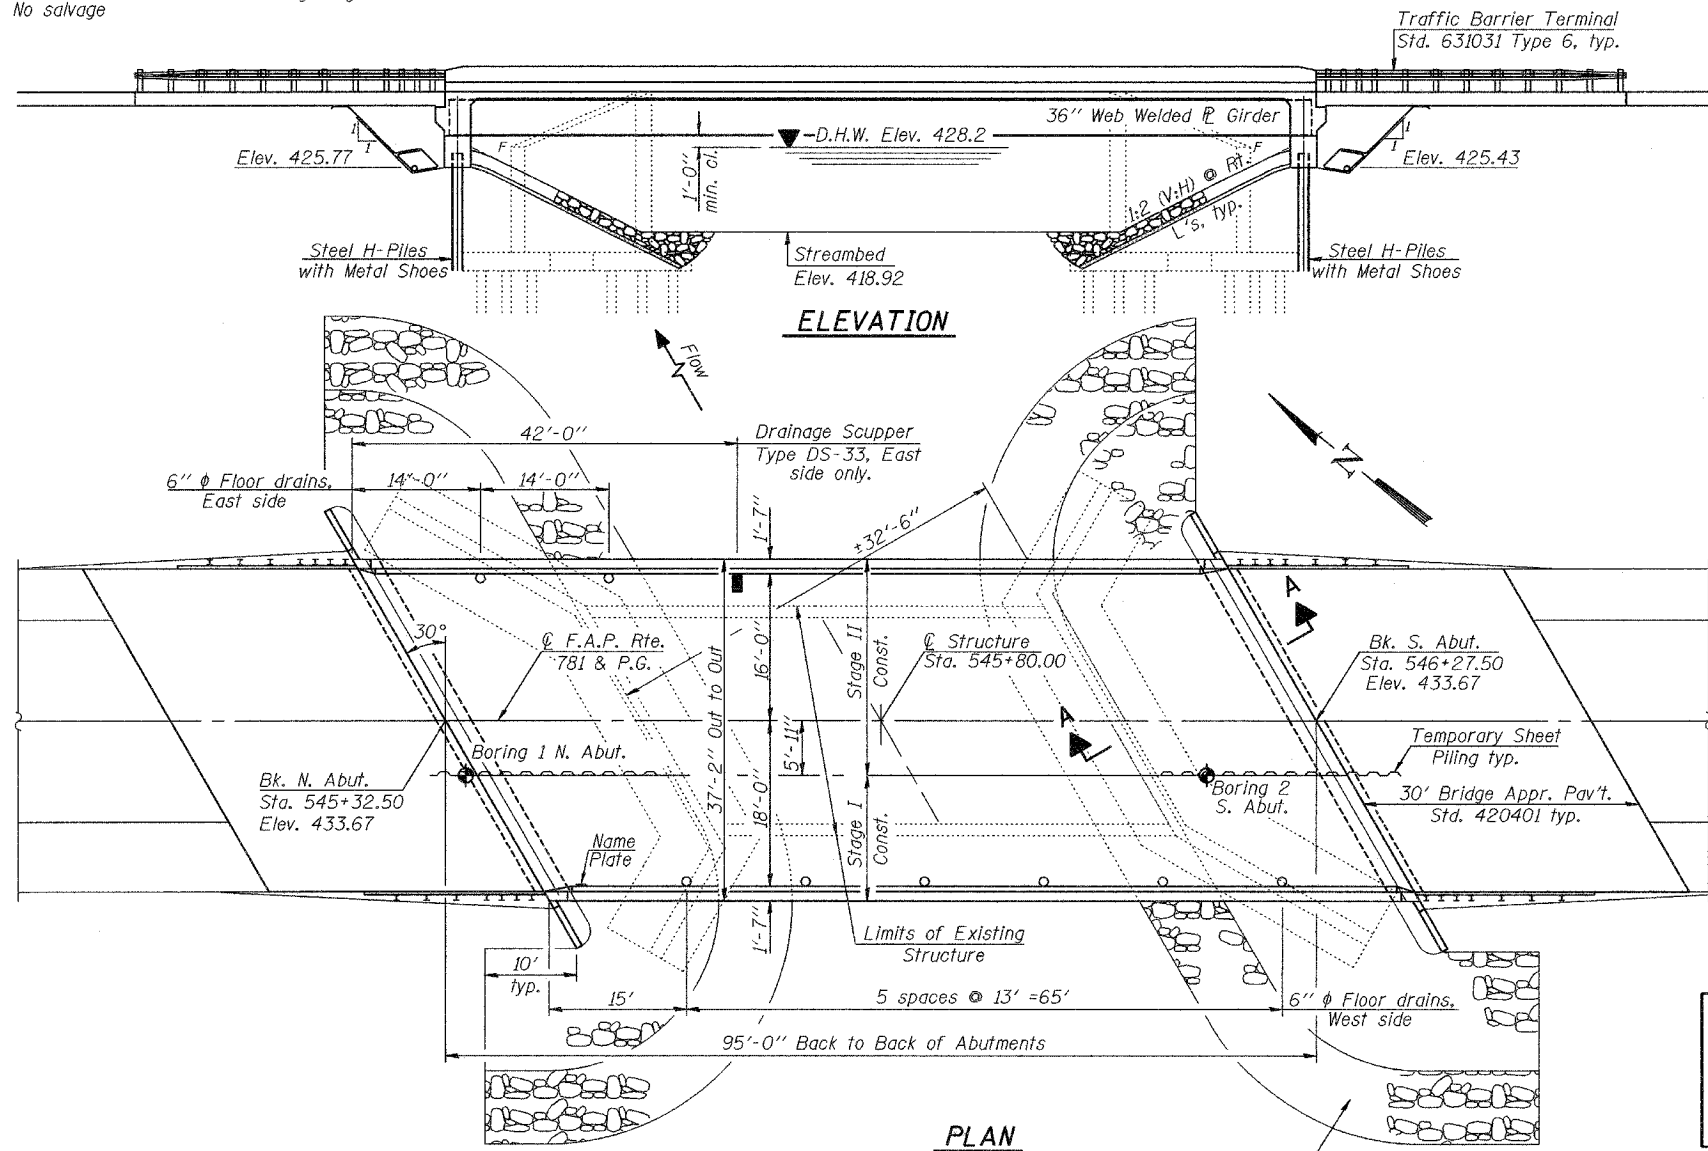 No salvage
Traffic Barrier Terminal
Std. 631031 Type 6, typ.
36" Web Welded ℄ Girder
D.H.W. Elev. 428.2
F
F
1
1
1
1
Elev. 425.77
Elev. 425.43
1'-0"
min. cl.
1:2 (V:H) @ Rt.
L's, typ.
Steel H-Piles
with Metal Shoes
Streambed
Elev. 418.92
Steel H-Piles
with Metal Shoes
ELEVATION
Flow
42'-0"
Drainage Scupper
Type DS-33, East
side only.
N
6" ϕ Floor drains,
East side
14'-0"
14'-0"
1'-7"
±32'-6"
A
30°
℄ F.A.P. Rte.
781 & P.G.
37'-2" Out to Out
16'-0"
Stage II
Const.
℄ Structure
Sta. 545+80.00
Bk. S. Abut.
Sta. 546+27.50
Elev. 433.67
A
5'-11"
Boring 1 N. Abut.
Temporary Sheet
Piling typ.
Bk. N. Abut.
Sta. 545+32.50
Elev. 433.67
18'-0"
Stage I
Const.
Boring 2
S. Abut.
30' Bridge Appr. Pav't.
Std. 420401 typ.
Name
Plate
1'-7"
Limits of Existing
Structure
10'
typ.
15'
5 spaces @ 13' =65'
6" ϕ Floor drains,
West side
95'-0" Back to Back of Abutments
PLAN